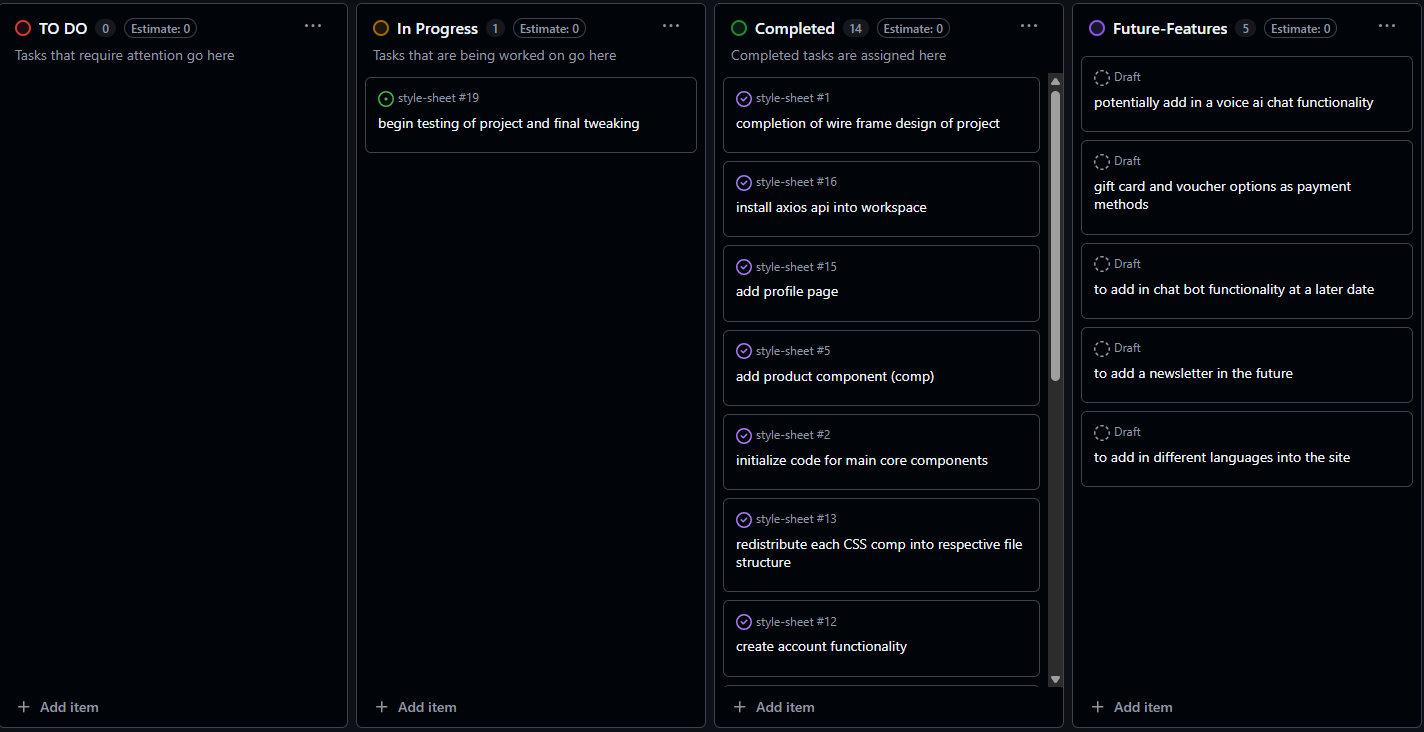 TO DO 0 Estimate: 0
Tasks that require attention go here
Add item
In Progress 1 Estimate: 0
Tasks that are being worked on go here
style-sheet #19
begin testing of project and final tweaking
Add item
Completed 14 Estimate: 0
Completed tasks are assigned here
style-sheet #1
completion of wire frame design of project
style-sheet #16
install axios api into workspace
style-sheet #15
add profile page
style-sheet #5
add product component (comp)
style-sheet #2
initialize code for main core components
style-sheet #13
redistribute each CSS comp into respective file
structure
style-sheet #12
create account functionality
Add item
Future-Features 5 Estimate: 0
Draft
potentially add in a voice ai chat functionality
Draft
gift card and voucher options as payment
methods
Draft
to add in chat bot functionality at a later date
Draft
to add a newsletter in the future
Draft
to add in different languages into the site
Add item